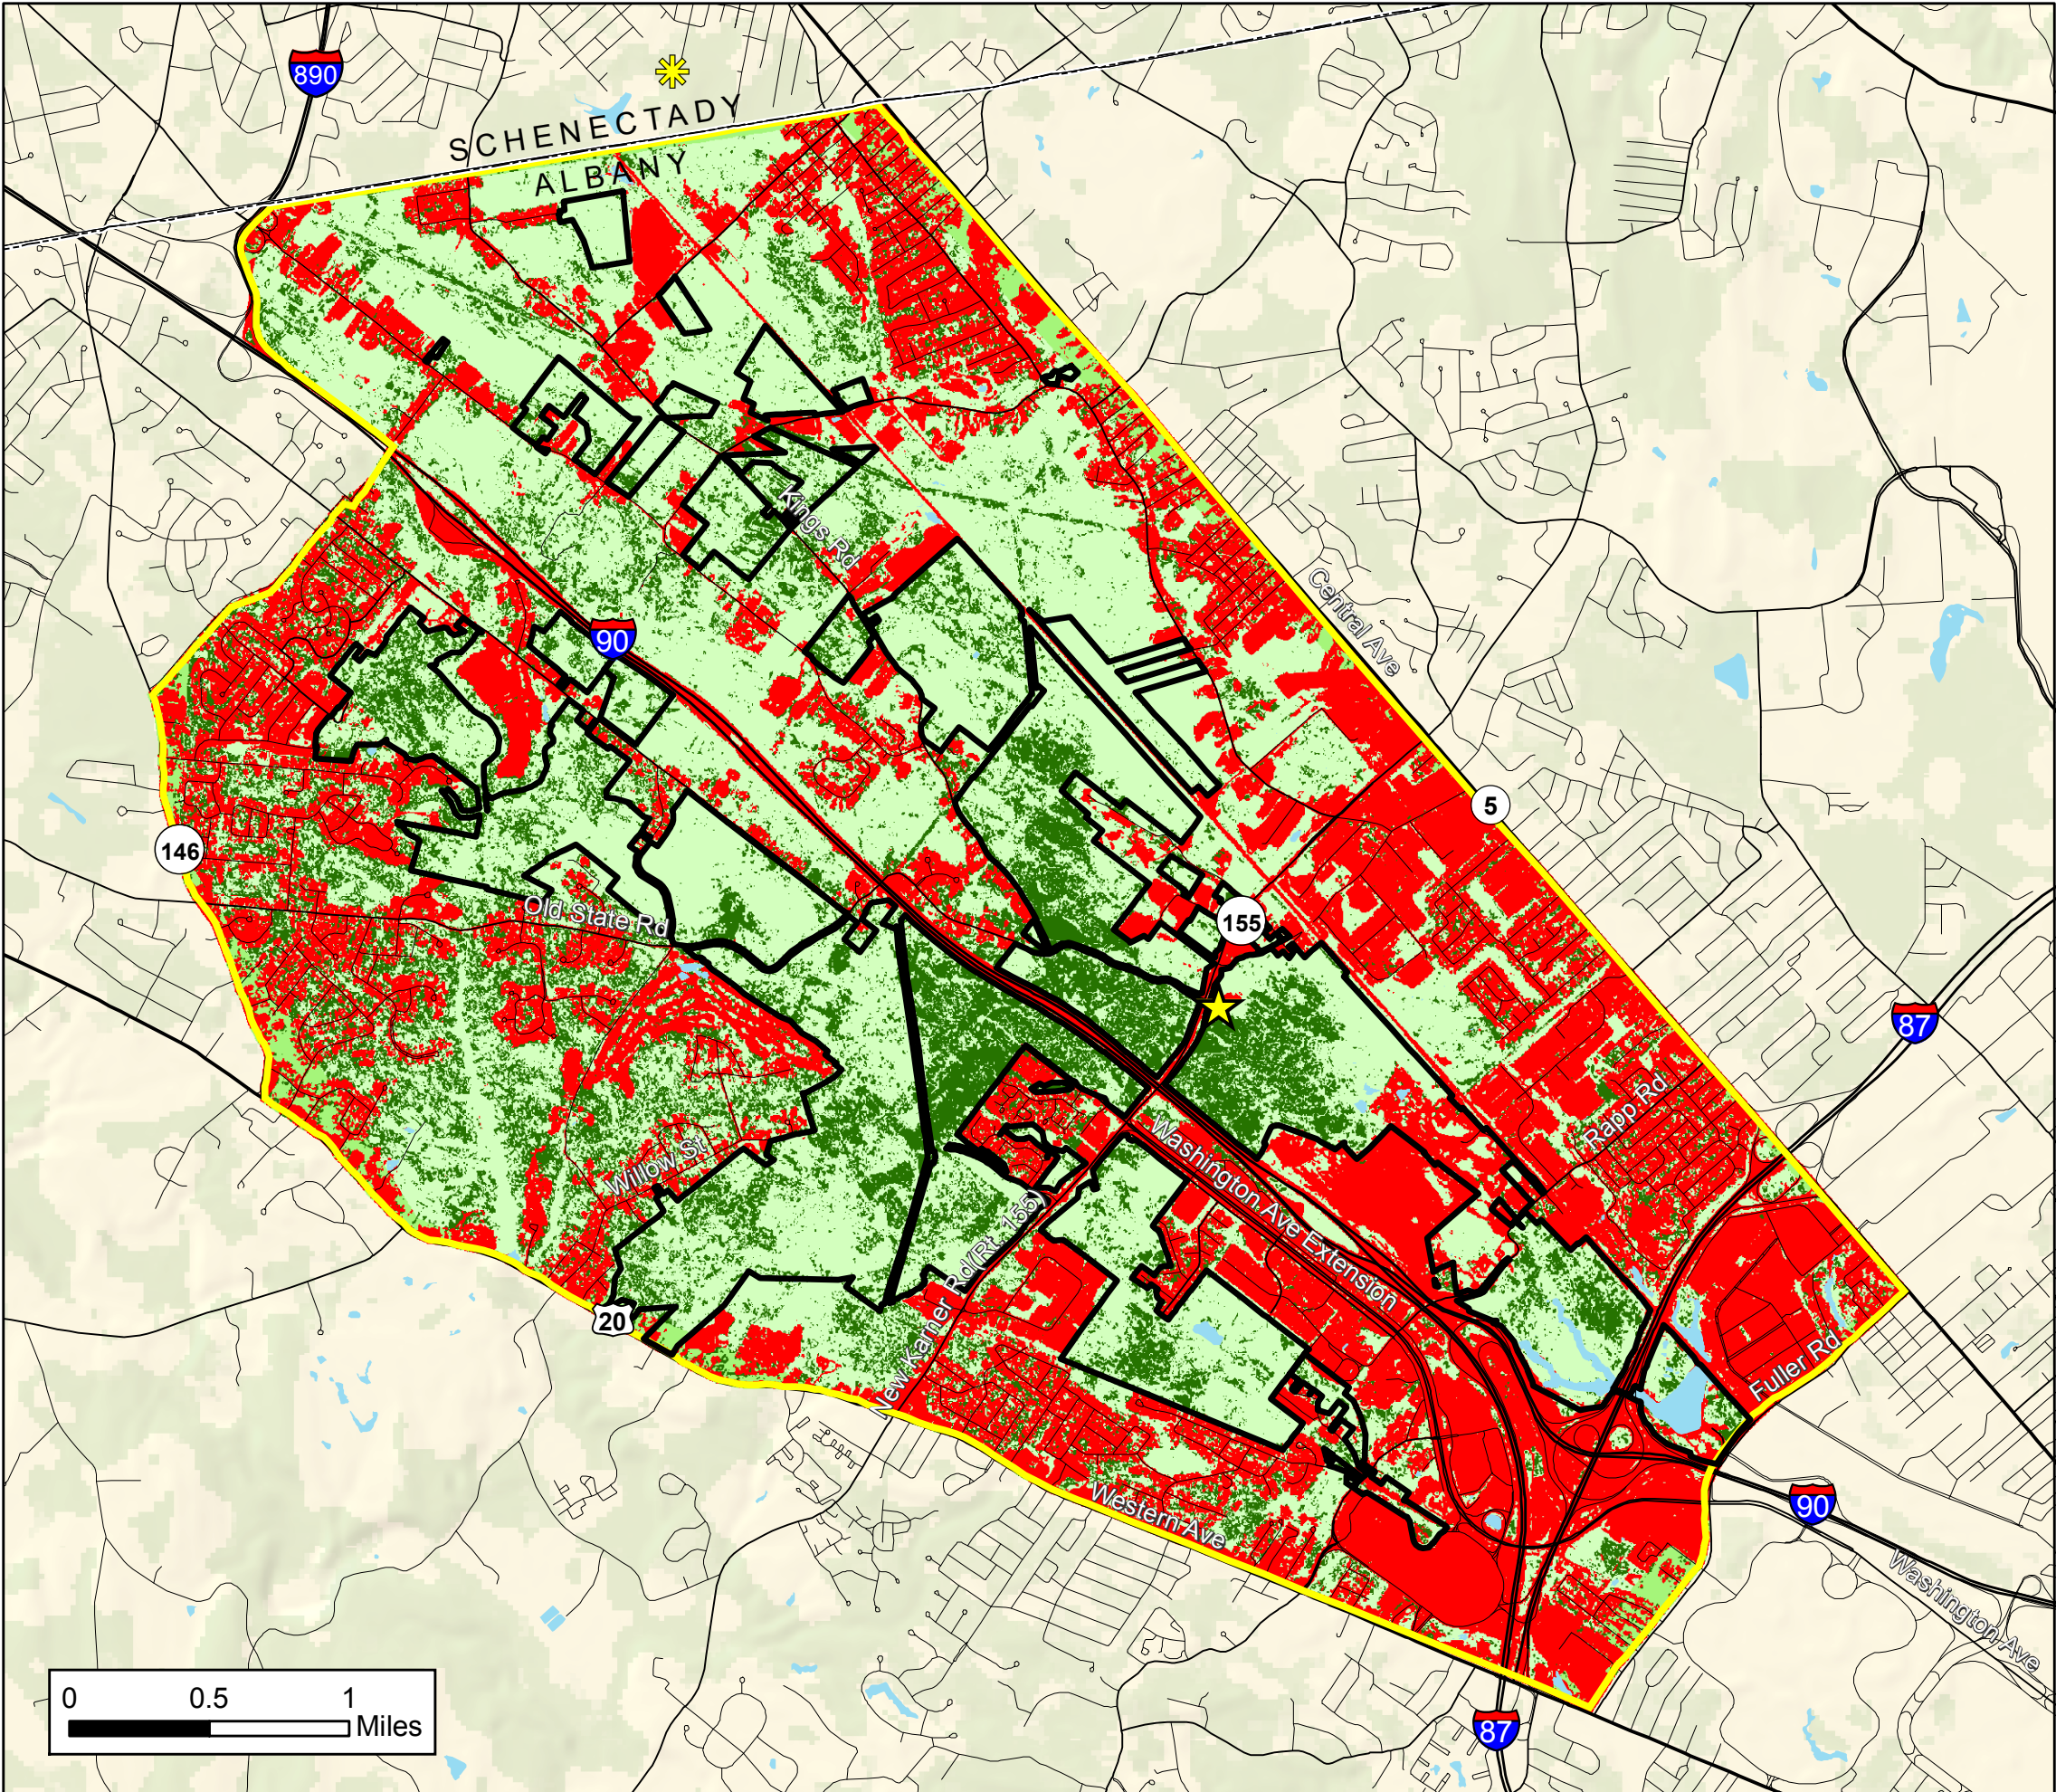 890
SCHENECTADY
ALBANY
Kings Rd
Central Ave
90
5
146
Old State Rd
155
87
Rapp Rd
Washington Ave Extension
Willow St
New Karner Rd(Rt. 155)
20
Fuller Rd
Western Ave
90
Washington Ave
0 0.5 1
Miles
87